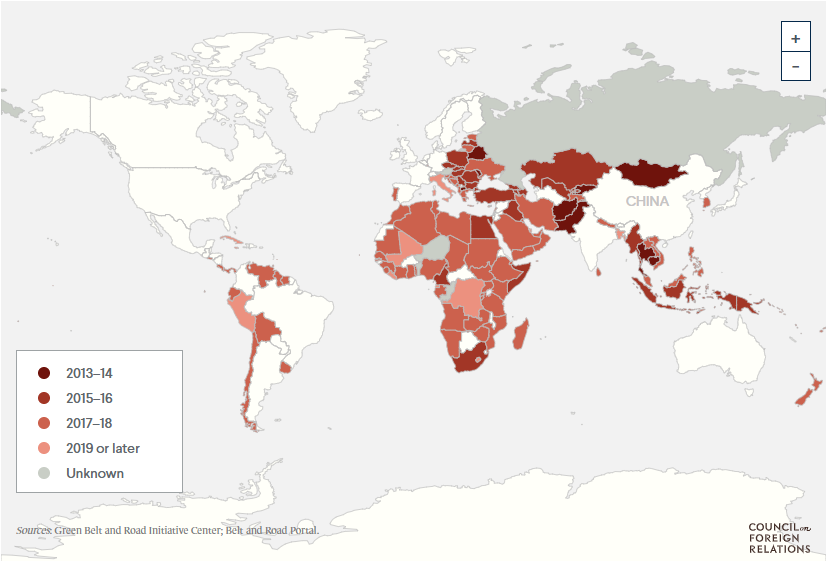 +
−
CHINA
2013–14
2015–16
2017–18
2019 or later
Unknown
Sources: Green Belt and Road Initiative Center; Belt and Road Portal.
COUNCIL on
FOREIGN
RELATIONS